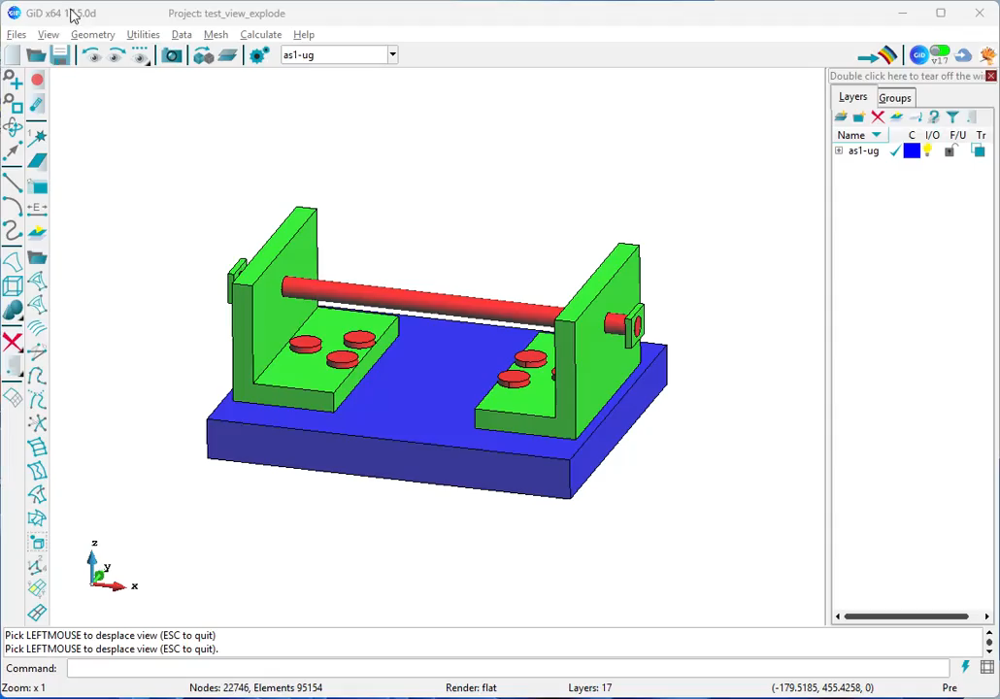 GiD x64 17.5.0d Project: test_view_explode
Files View Geometry Utilities Data Mesh Calculate Help
as1-ug
GiD v17
Double click here to tear off the wi
Layers Groups
Name C I/O F/U Tr
as1-ug
E
z
y
x
Pick LEFTMOUSE to desplace view (ESC to quit)
Pick LEFTMOUSE to desplace view (ESC to quit).
Command:
Zoom: x 1 Nodes: 22746, Elements 95154 Render: flat Layers: 17 (-179.5185, 455.4258, 0) Pre